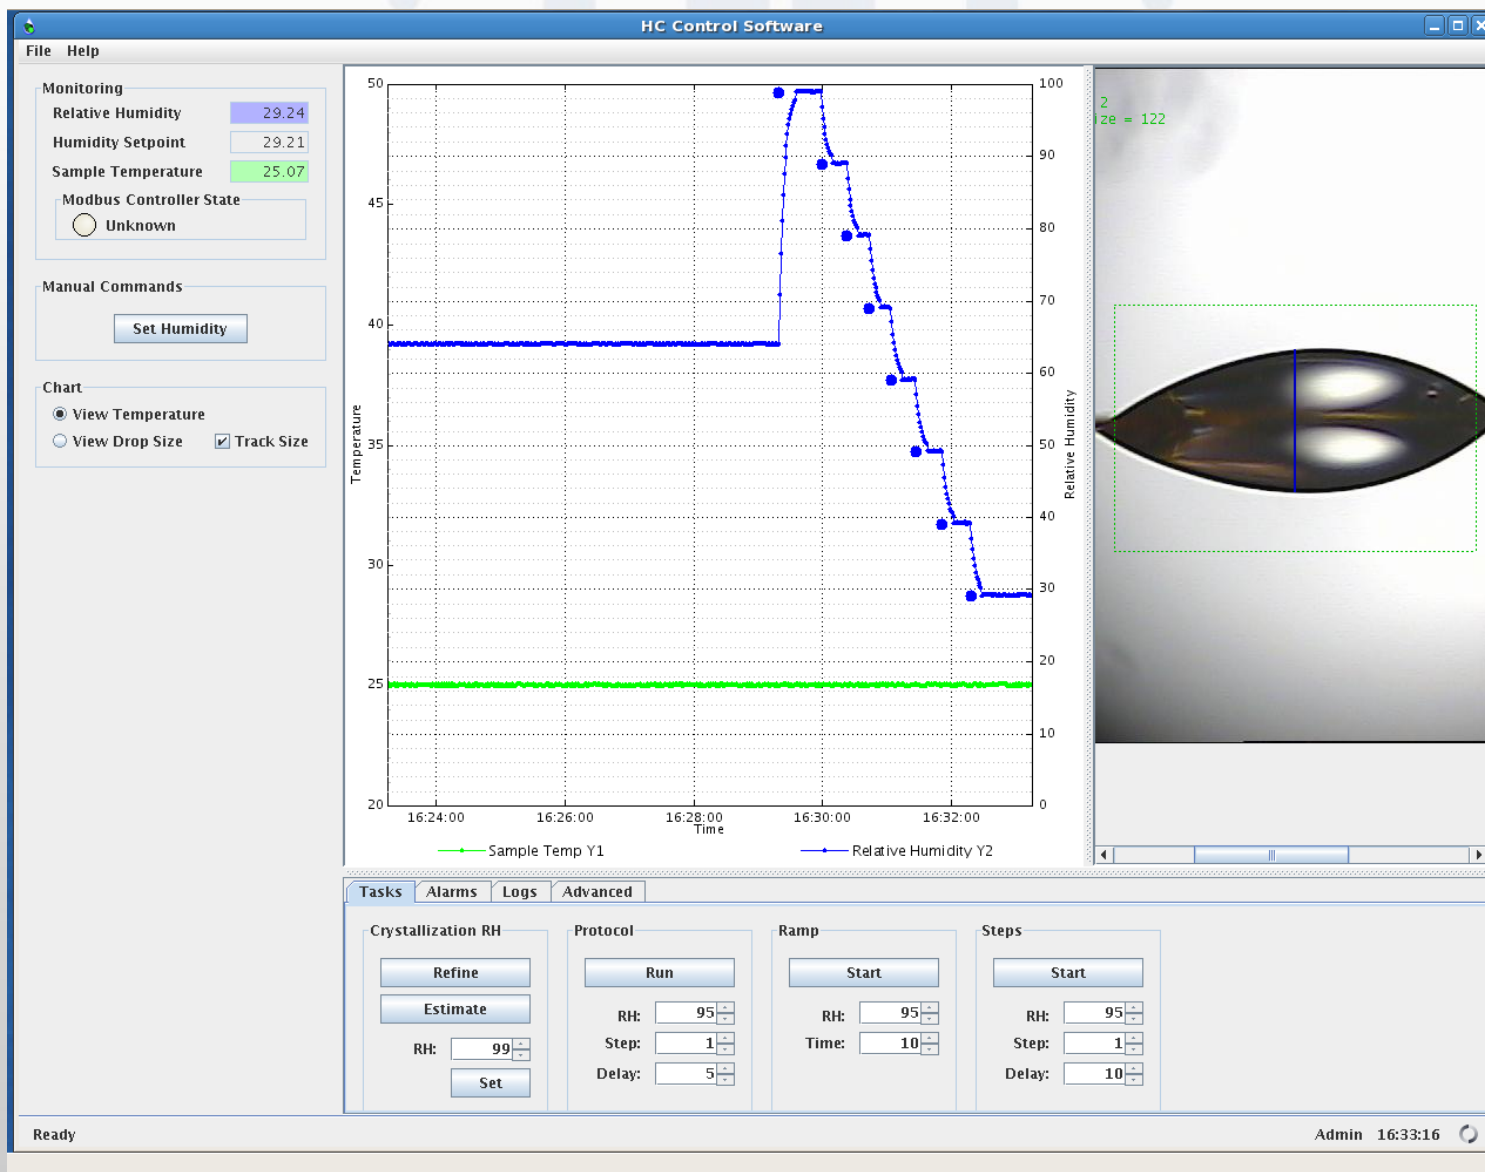 HC Control Software
File Help
Monitoring
Relative Humidity 29.24
Humidity Setpoint 29.21
Sample Temperature 25.07
Modbus Controller State
Unknown
Manual Commands
Set Humidity
Chart
View Temperature
View Drop Size Track Size
50
45
40
35
30
25
20
Temperature
100
90
80
70
60
50
40
30
20
10
0
Relative Humidity
16:24:00 16:26:00 16:28:00 16:30:00 16:32:00
Time
Sample Temp Y1 Relative Humidity Y2
2
ize = 122
Tasks Alarms Logs Advanced
Crystallization RH
Refine
Estimate
RH: 99
Set
Protocol
Run
RH: 95
Step: 1
Delay: 5
Ramp
Start
RH: 95
Time: 10
Steps
Start
RH: 95
Step: 1
Delay: 10
Ready Admin 16:33:16